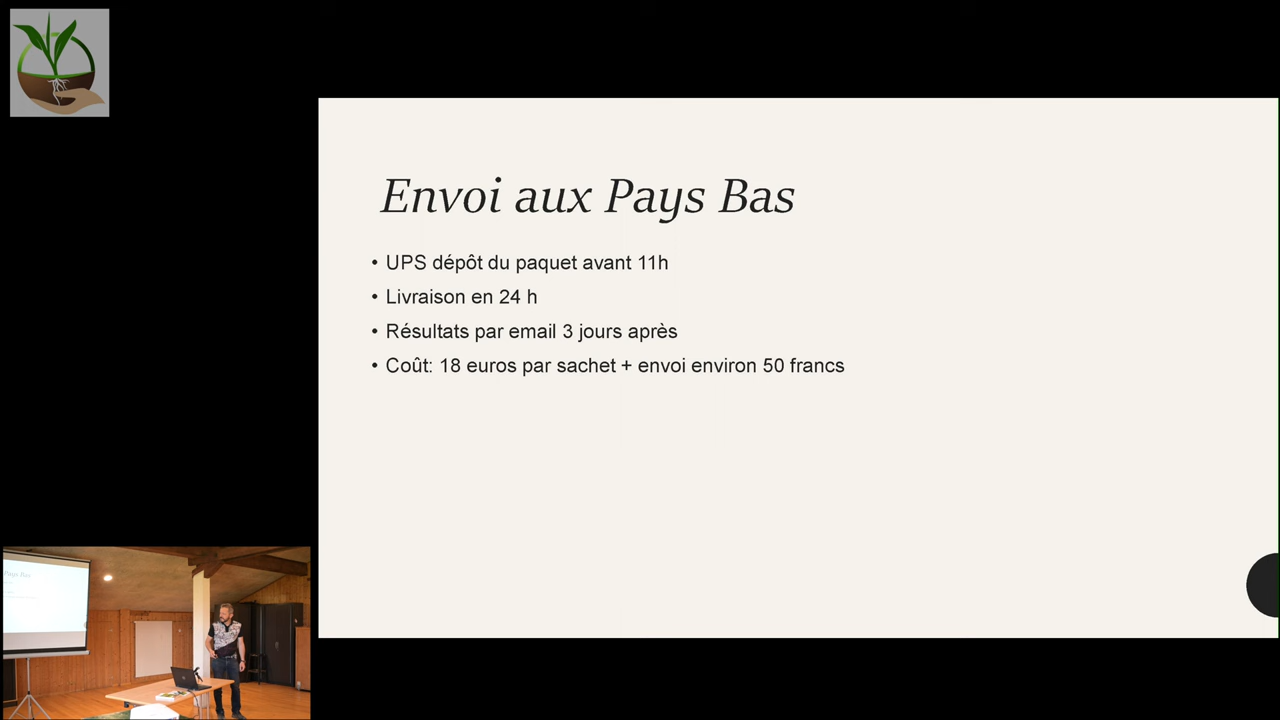 Envoi aux Pays Bas
• UPS dépôt du paquet avant 11h
• Livraison en 24 h
• Résultats par email 3 jours après
• Coût: 18 euros par sachet + envoi environ 50 francs